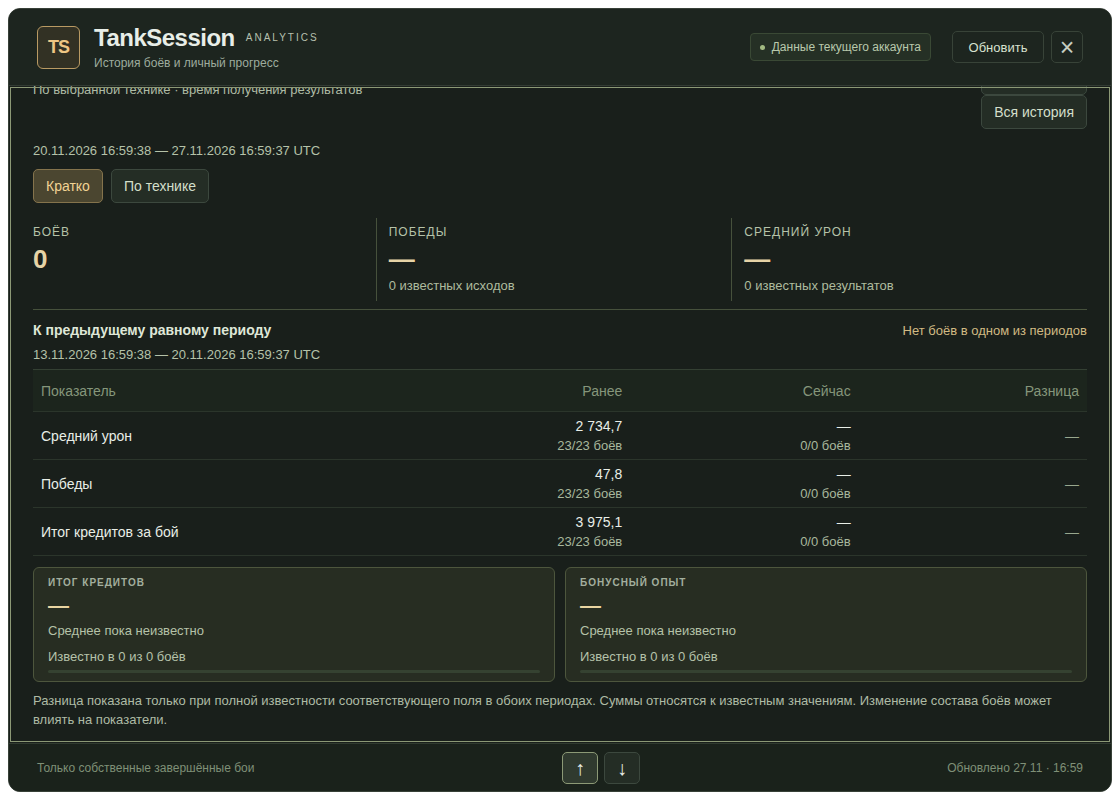 TS
TankSession ANALYTICS
История боёв и личный прогресс
Данные текущего аккаунта
Обновить
По выбранной технике · время получения результатов
Вся история
20.11.2026 16:59:38 — 27.11.2026 16:59:37 UTC
Кратко
По технике
БОЁВ
0
ПОБЕДЫ
—
0 известных исходов
СРЕДНИЙ УРОН
—
0 известных результатов
К предыдущему равному периоду
Нет боёв в одном из периодов
13.11.2026 16:59:38 — 20.11.2026 16:59:37 UTC
Показатель Ранее Сейчас Разница
Средний урон 2 734,7 — —
23/23 боёв 0/0 боёв
Победы 47,8 — —
23/23 боёв 0/0 боёв
Итог кредитов за бой 3 975,1 — —
23/23 боёв 0/0 боёв
ИТОГ КРЕДИТОВ
—
Среднее пока неизвестно
Известно в 0 из 0 боёв
БОНУСНЫЙ ОПЫТ
—
Среднее пока неизвестно
Известно в 0 из 0 боёв
Разница показана только при полной известности соответствующего поля в обоих периодах. Суммы относятся к известным значениям. Изменение состава боёв может
влиять на показатели.
Только собственные завершённые бои
↑ ↓
Обновлено 27.11 · 16:59